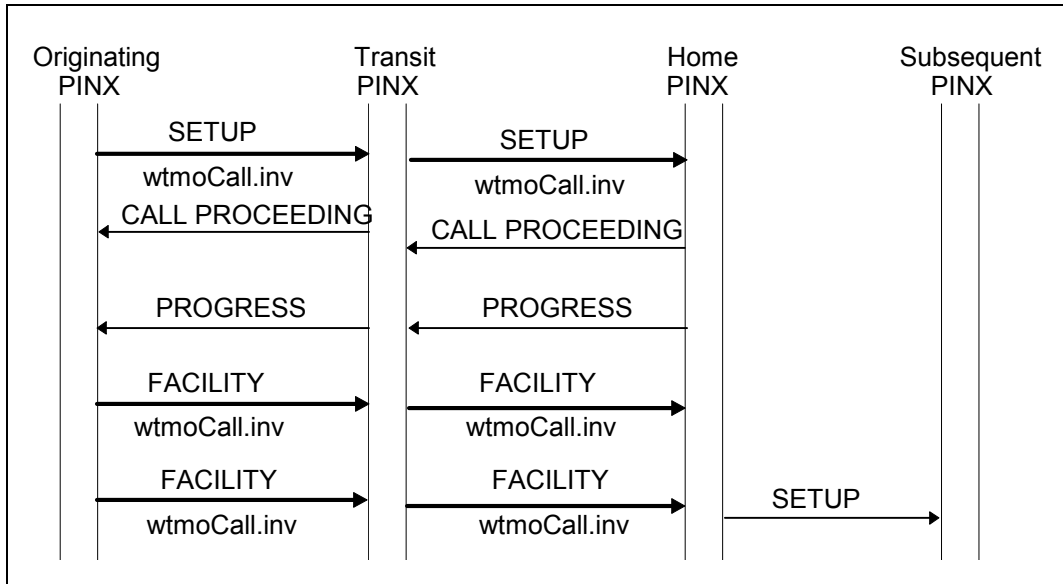 Originating PINX
Transit PINX
Home PINX
Subsequent PINX
SETUP
wtmoCall.inv
SETUP
wtmoCall.inv
CALL PROCEEDING
CALL PROCEEDING
PROGRESS
PROGRESS
FACILITY
wtmoCall.inv
FACILITY
wtmoCall.inv
FACILITY
wtmoCall.inv
FACILITY
wtmoCall.inv
SETUP